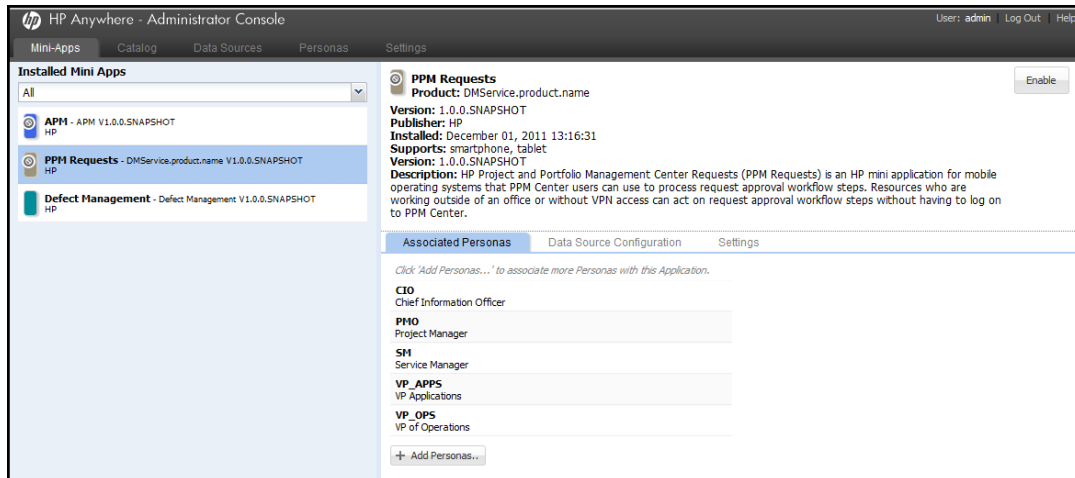 hp HP Anywhere - Administrator Console
User: admin Log Out Help
Mini-Apps Catalog Data Sources Personas Settings
Installed Mini Apps
All
APM - APM V1.0.0.SNAPSHOT
HP
PPM Requests - DMService.product.name V1.0.0.SNAPSHOT
HP
Defect Management - Defect Management V1.0.0.SNAPSHOT
HP
PPM Requests
Enable
Product: DMService.product.name
Version: 1.0.0.SNAPSHOT
Publisher: HP
Installed: December 01, 2011 13:16:31
Supports: smartphone, tablet
Version: 1.0.0.SNAPSHOT
Description: HP Project and Portfolio Management Center Requests (PPM Requests) is an HP mini application for mobile
operating systems that PPM Center users can use to process request approval workflow steps. Resources who are
working outside of an office or without VPN access can act on request approval workflow steps without having to log on
to PPM Center.
Associated Personas Data Source Configuration Settings
Click 'Add Personas...' to associate more Personas with this Application.
CIO
Chief Information Officer
PMO
Project Manager
SM
Service Manager
VP_APPS
VP Applications
VP_OPS
VP of Operations
+ Add Personas..